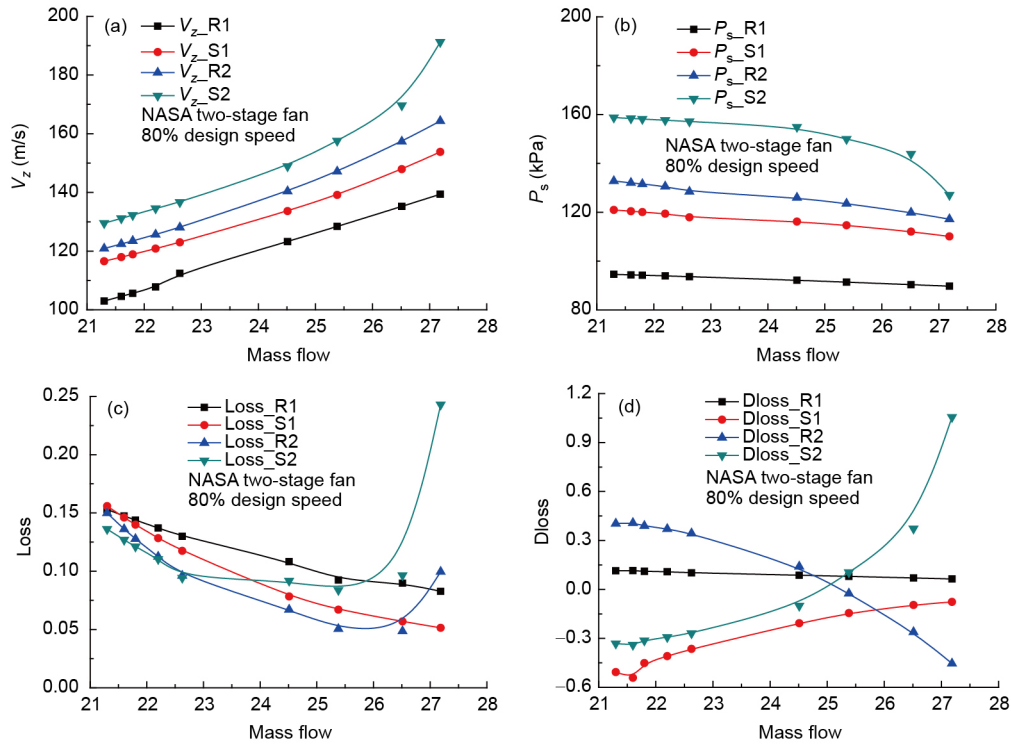 (a)
V_z_R1
V_z_S1
V_z_R2
V_z_S2
NASA two-stage fan
80% design speed
200
180
160
140
120
100
V_z (m/s)
21 22 23 24 25 26 27 28
Mass flow
(b)
P_s_R1
P_s_S1
P_s_R2
P_s_S2
NASA two-stage fan
80% design speed
200
160
120
80
P_s (kPa)
21 22 23 24 25 26 27 28
Mass flow
(c)
Loss_R1
Loss_S1
Loss_R2
Loss_S2
NASA two-stage fan
80% design speed
0.25
0.20
0.15
0.10
0.05
0.00
Loss
21 22 23 24 25 26 27 28
Mass flow
(d)
Dloss_R1
Dloss_S1
Dloss_R2
Dloss_S2
NASA two-stage fan
80% design speed
1.2
0.9
0.6
0.3
0.0
−0.3
−0.6
Dloss
21 22 23 24 25 26 27 28
Mass flow